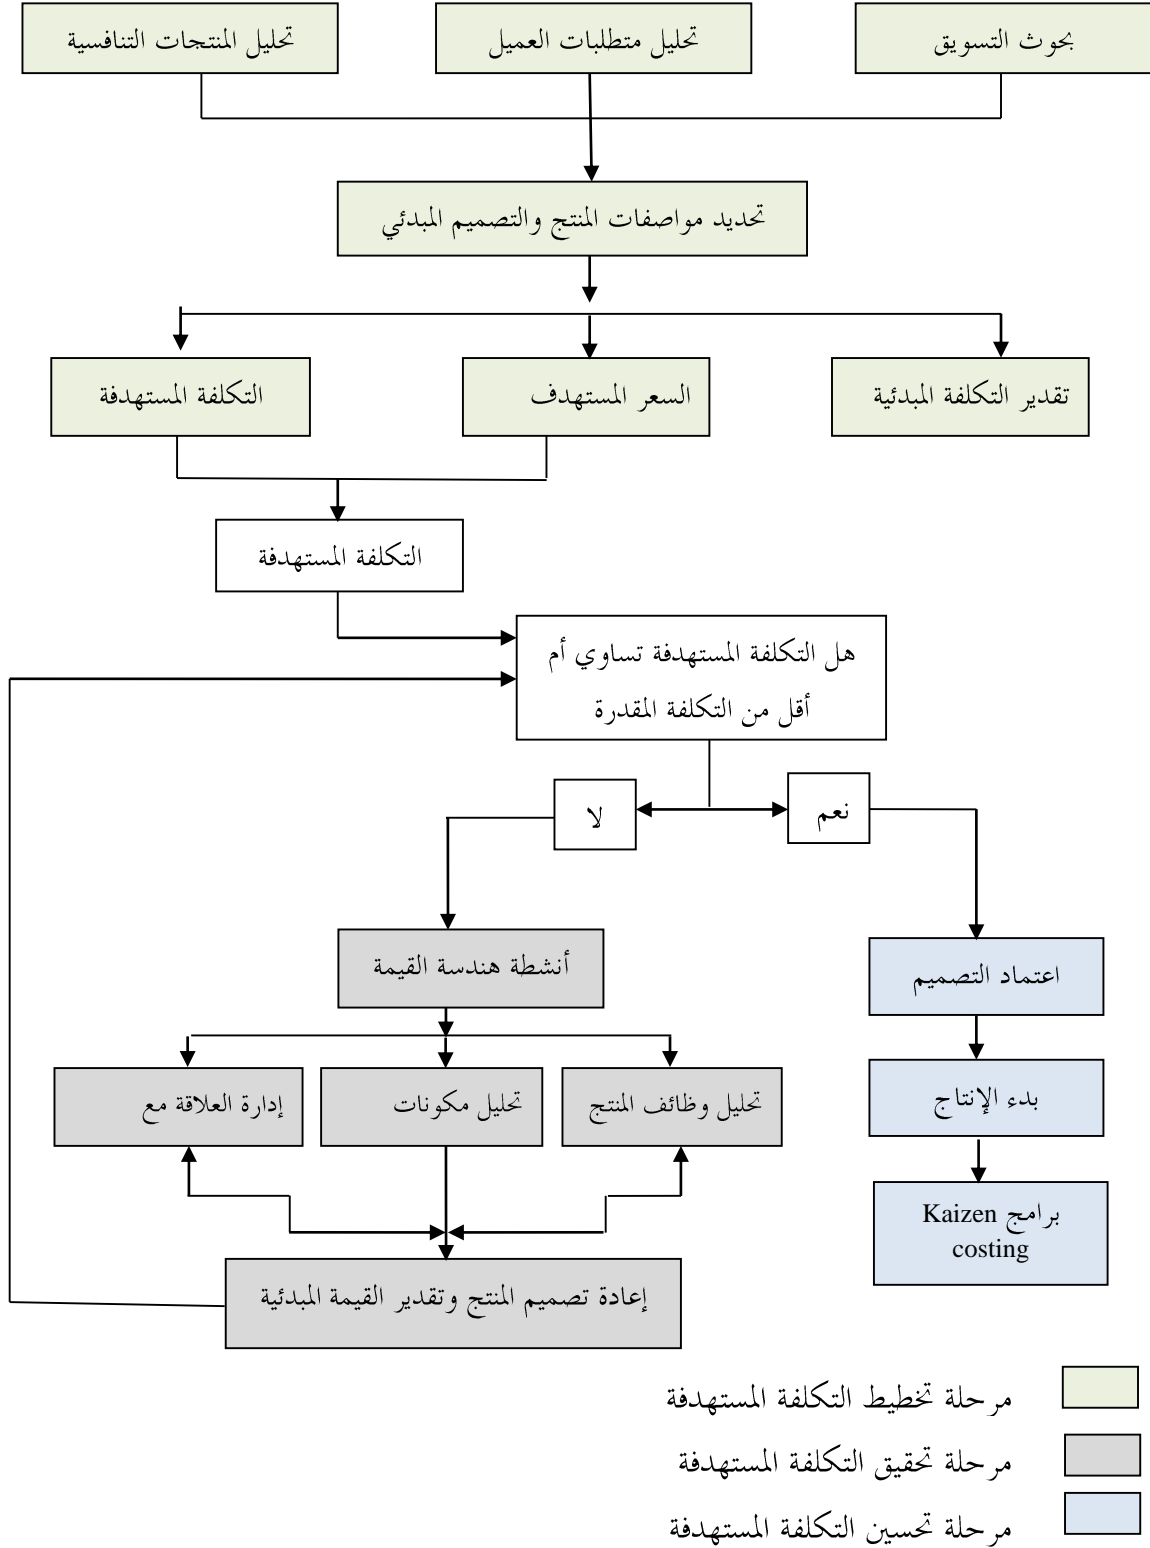 بحوث التسويق
تحليل متطلبات العميل
تحليل المنتجات التنافسية
تحديد مواصفات المنتج والتصميم المبدئي
تقدير التكلفة المبدئية
السعر المستهدف
التكلفة المستهدفة
التكلفة المستهدفة
هل التكلفة المستهدفة تساوي أم
أقل من التكلفة المقدرة
نعم
لا
أنشطة هندسة القيمة
اعتماد التصميم
تحليل وظائف المنتج
تحليل مكونات
إدارة العلاقة مع
بدء الإنتاج
برامج Kaizen
costing
إعادة تصميم المنتج وتقدير القيمة المبدئية
مرحلة تخطيط التكلفة المستهدفة
مرحلة تحقيق التكلفة المستهدفة
مرحلة تحسين التكلفة المستهدفة